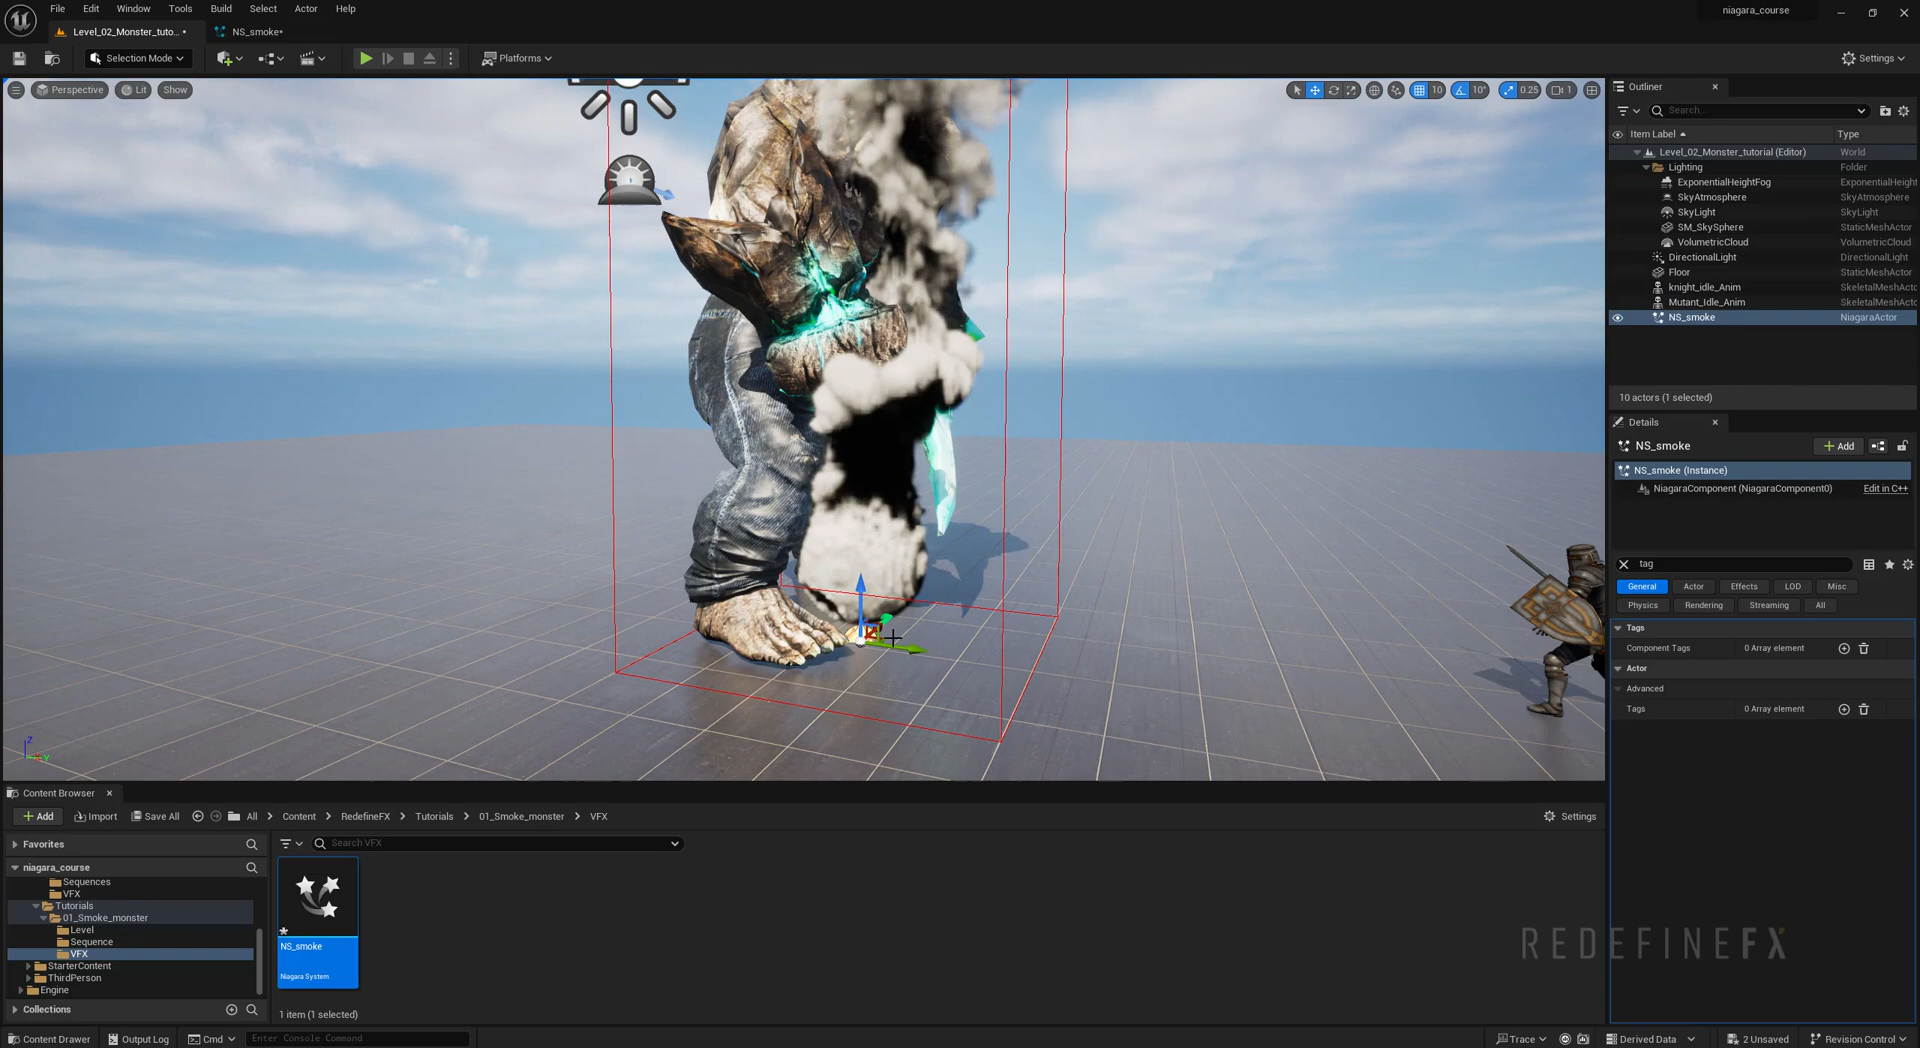 File Edit Window Tools Build Select Actor Help
niagara_course
Level_02_Monster_tuto... •
NS_smoke•
Selection Mode
Platforms
Settings
Perspective
Lit
Show
10
10°
0.25
1
Outliner
Search...
Item Label
Type
Level_02_Monster_tutorial (Editor) World
Lighting Folder
ExponentialHeightFog ExponentialHeight
SkyAtmosphere SkyAtmosphere
SkyLight SkyLight
SM_SkySphere StaticMeshActor
VolumetricCloud VolumetricCloud
DirectionalLight DirectionalLight
Floor StaticMeshActor
knight_idle_Anim SkeletalMeshActo
Mutant_Idle_Anim SkeletalMeshActo
NS_smoke NiagaraActor
10 actors (1 selected)
Details
NS_smoke
Add
NS_smoke (Instance)
NiagaraComponent (NiagaraComponent0) Edit in C++
tag
General Actor Effects LOD Misc
Physics Rendering Streaming All
Tags
Component Tags 0 Array element
Actor
Advanced
Tags 0 Array element
Z
Y
Content Browser
Add Import Save All All Content RedefineFX Tutorials 01_Smoke_monster VFX Settings
Favorites
Search VFX
niagara_course
Sequences
VFX
Tutorials
01_Smoke_monster
Level
Sequence
VFX
StarterContent
ThirdPerson
Engine
Collections
NS_smoke
Niagara System
1 item (1 selected)
REDEFINEFX
Content Drawer Output Log Cmd Enter Console Command
Trace Derived Data 2 Unsaved Revision Control